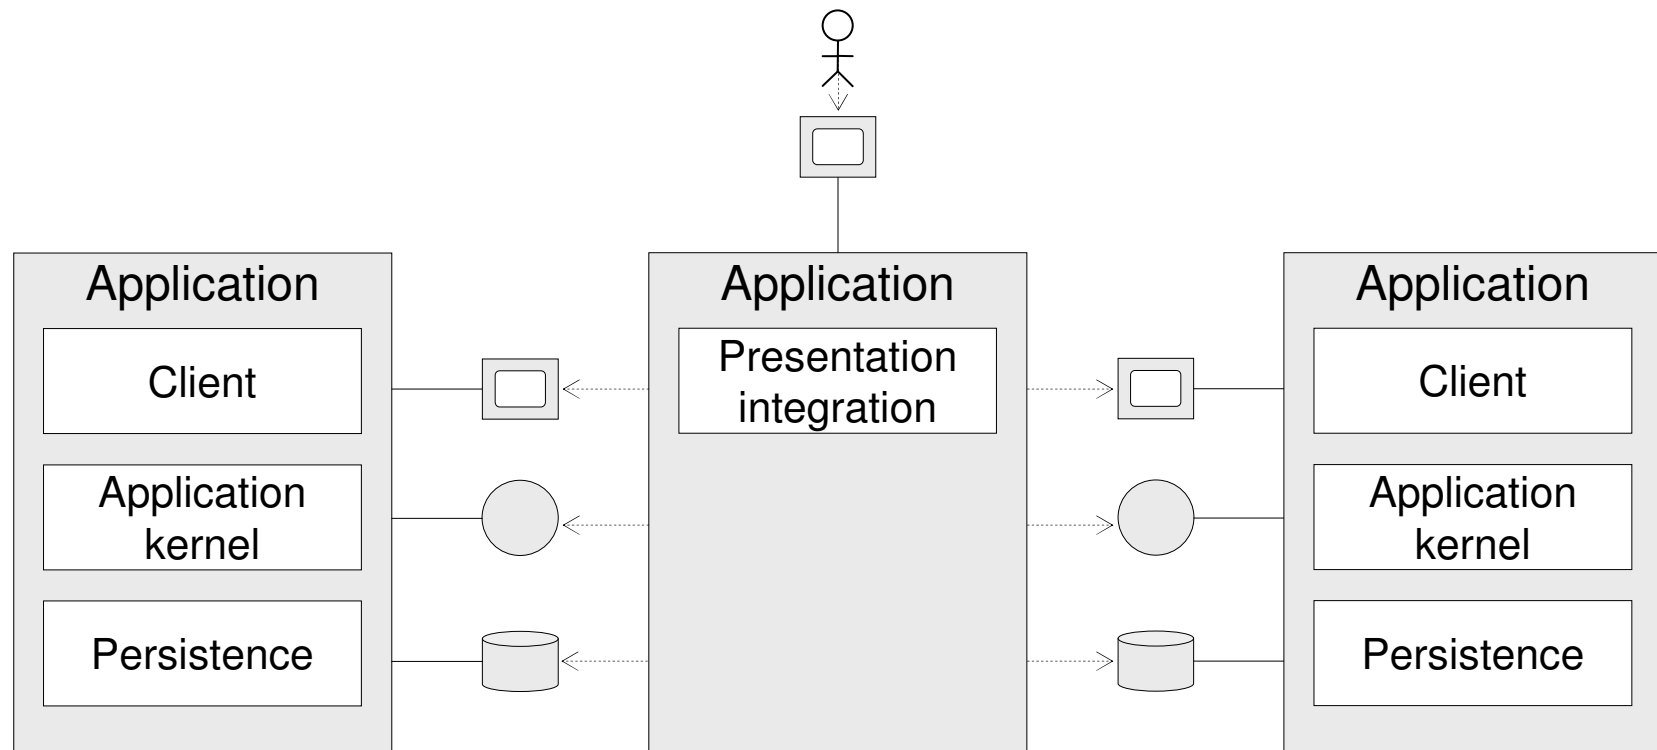 Application
Client
Application
kernel
Persistence
Application
Presentation
integration
Application
Client
Application
kernel
Persistence